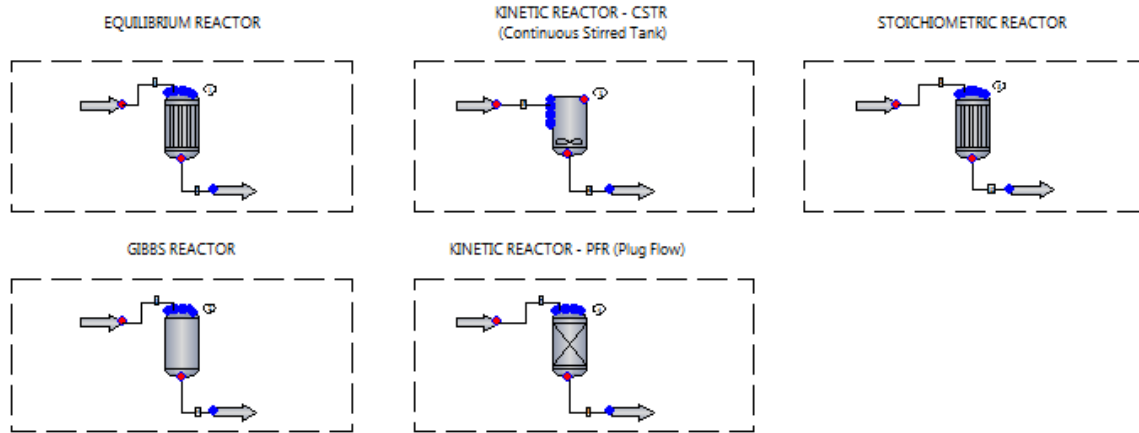 EQUILIBRIUM REACTOR
KINETIC REACTOR - CSTR
(Continuous Stirred Tank)
STOICHIOMETRIC REACTOR
GIBBS REACTOR
KINETIC REACTOR - PFR (Plug Flow)